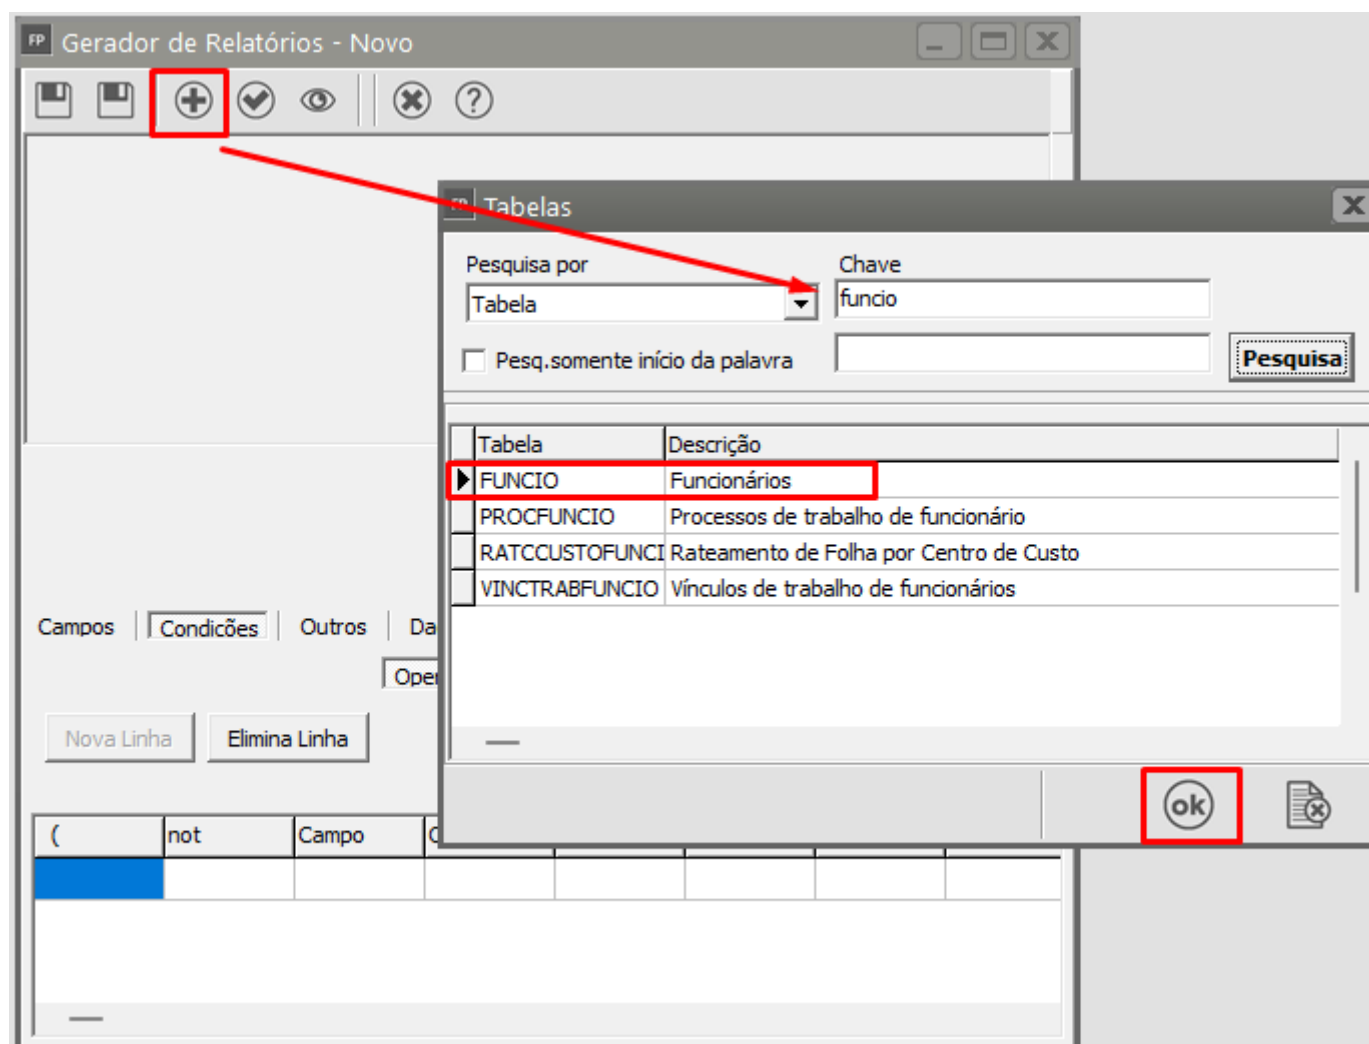 FP Gerador de Relatórios - Novo
FP Tabelas
Pesquisa por Chave
Tabela funcio
Pesq.somente início da palavra Pesquisa
Tabela Descrição
FUNCIO Funcionários
PROCFUNCIO Processos de trabalho de funcionário
RATCCUSTOFUNCI Rateamento de Folha por Centro de Custo
VINCTRABFUNCIO Vínculos de trabalho de funcionários
Campos Condicões Outros Da
Oper
Nova Linha Elimina Linha
ok
( not Campo